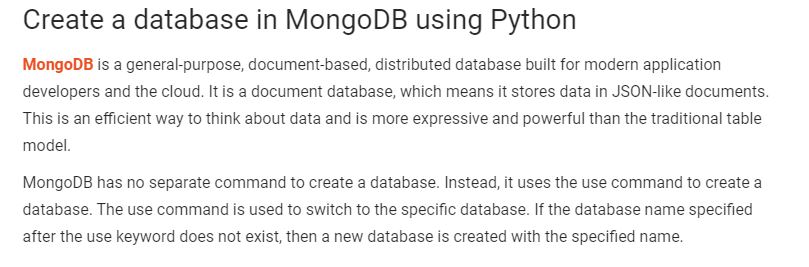 Create a database in MongoDB using Python
MongoDB is a general-purpose, document-based, distributed database built for modern application
developers and the cloud. It is a document database, which means it stores data in JSON-like documents.
This is an efficient way to think about data and is more expressive and powerful than the traditional table
model.
MongoDB has no separate command to create a database. Instead, it uses the use command to create a
database. The use command is used to switch to the specific database. If the database name specified
after the use keyword does not exist, then a new database is created with the specified name.